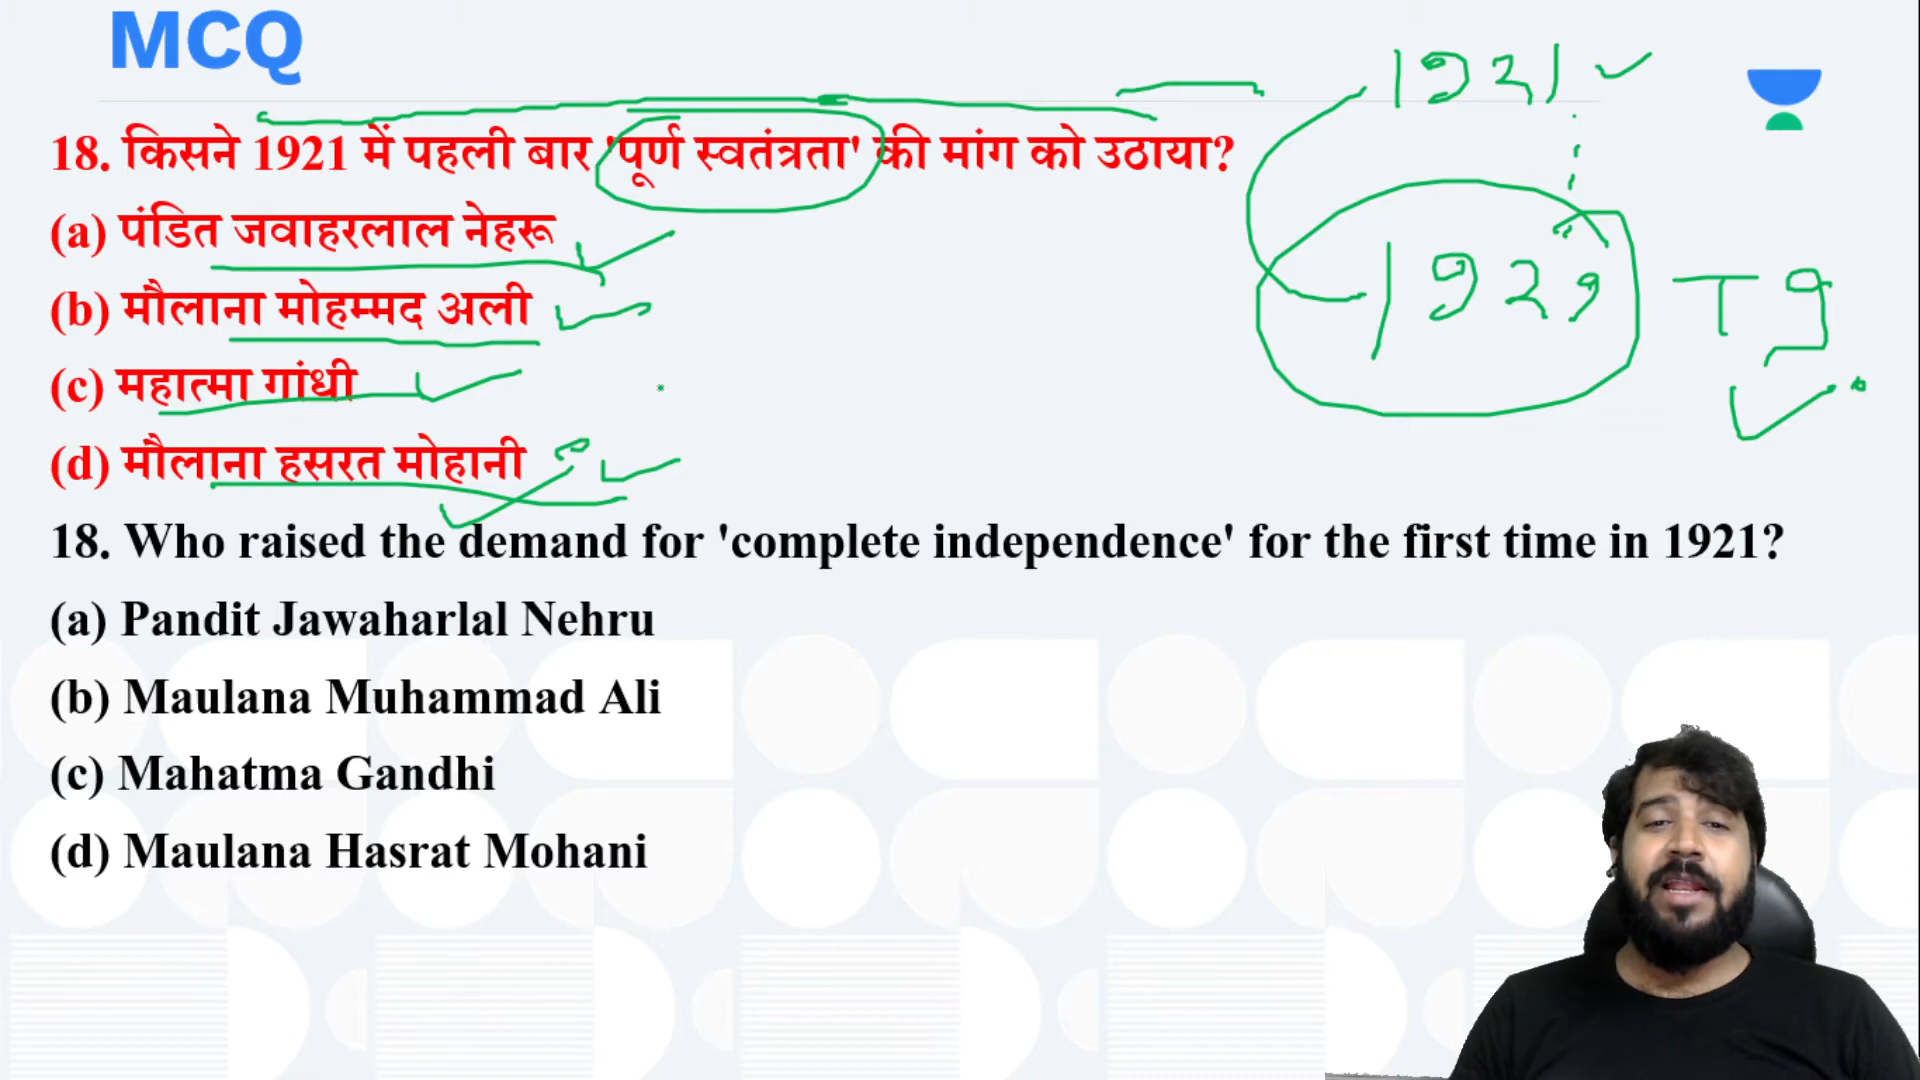 MCQ
1921
18. किसने 1921 में पहली बार 'पूर्ण स्वतंत्रता' की मांग को उठाया?
(a) पंडित जवाहरलाल नेहरू
1929
(b) मौलाना मोहम्मद अली
(c) महात्मा गांधी
(d) मौलाना हसरत मोहानी
18. Who raised the demand for 'complete independence' for the first time in 1921?
(a) Pandit Jawaharlal Nehru
(b) Maulana Muhammad Ali
(c) Mahatma Gandhi
(d) Maulana Hasrat Mohani